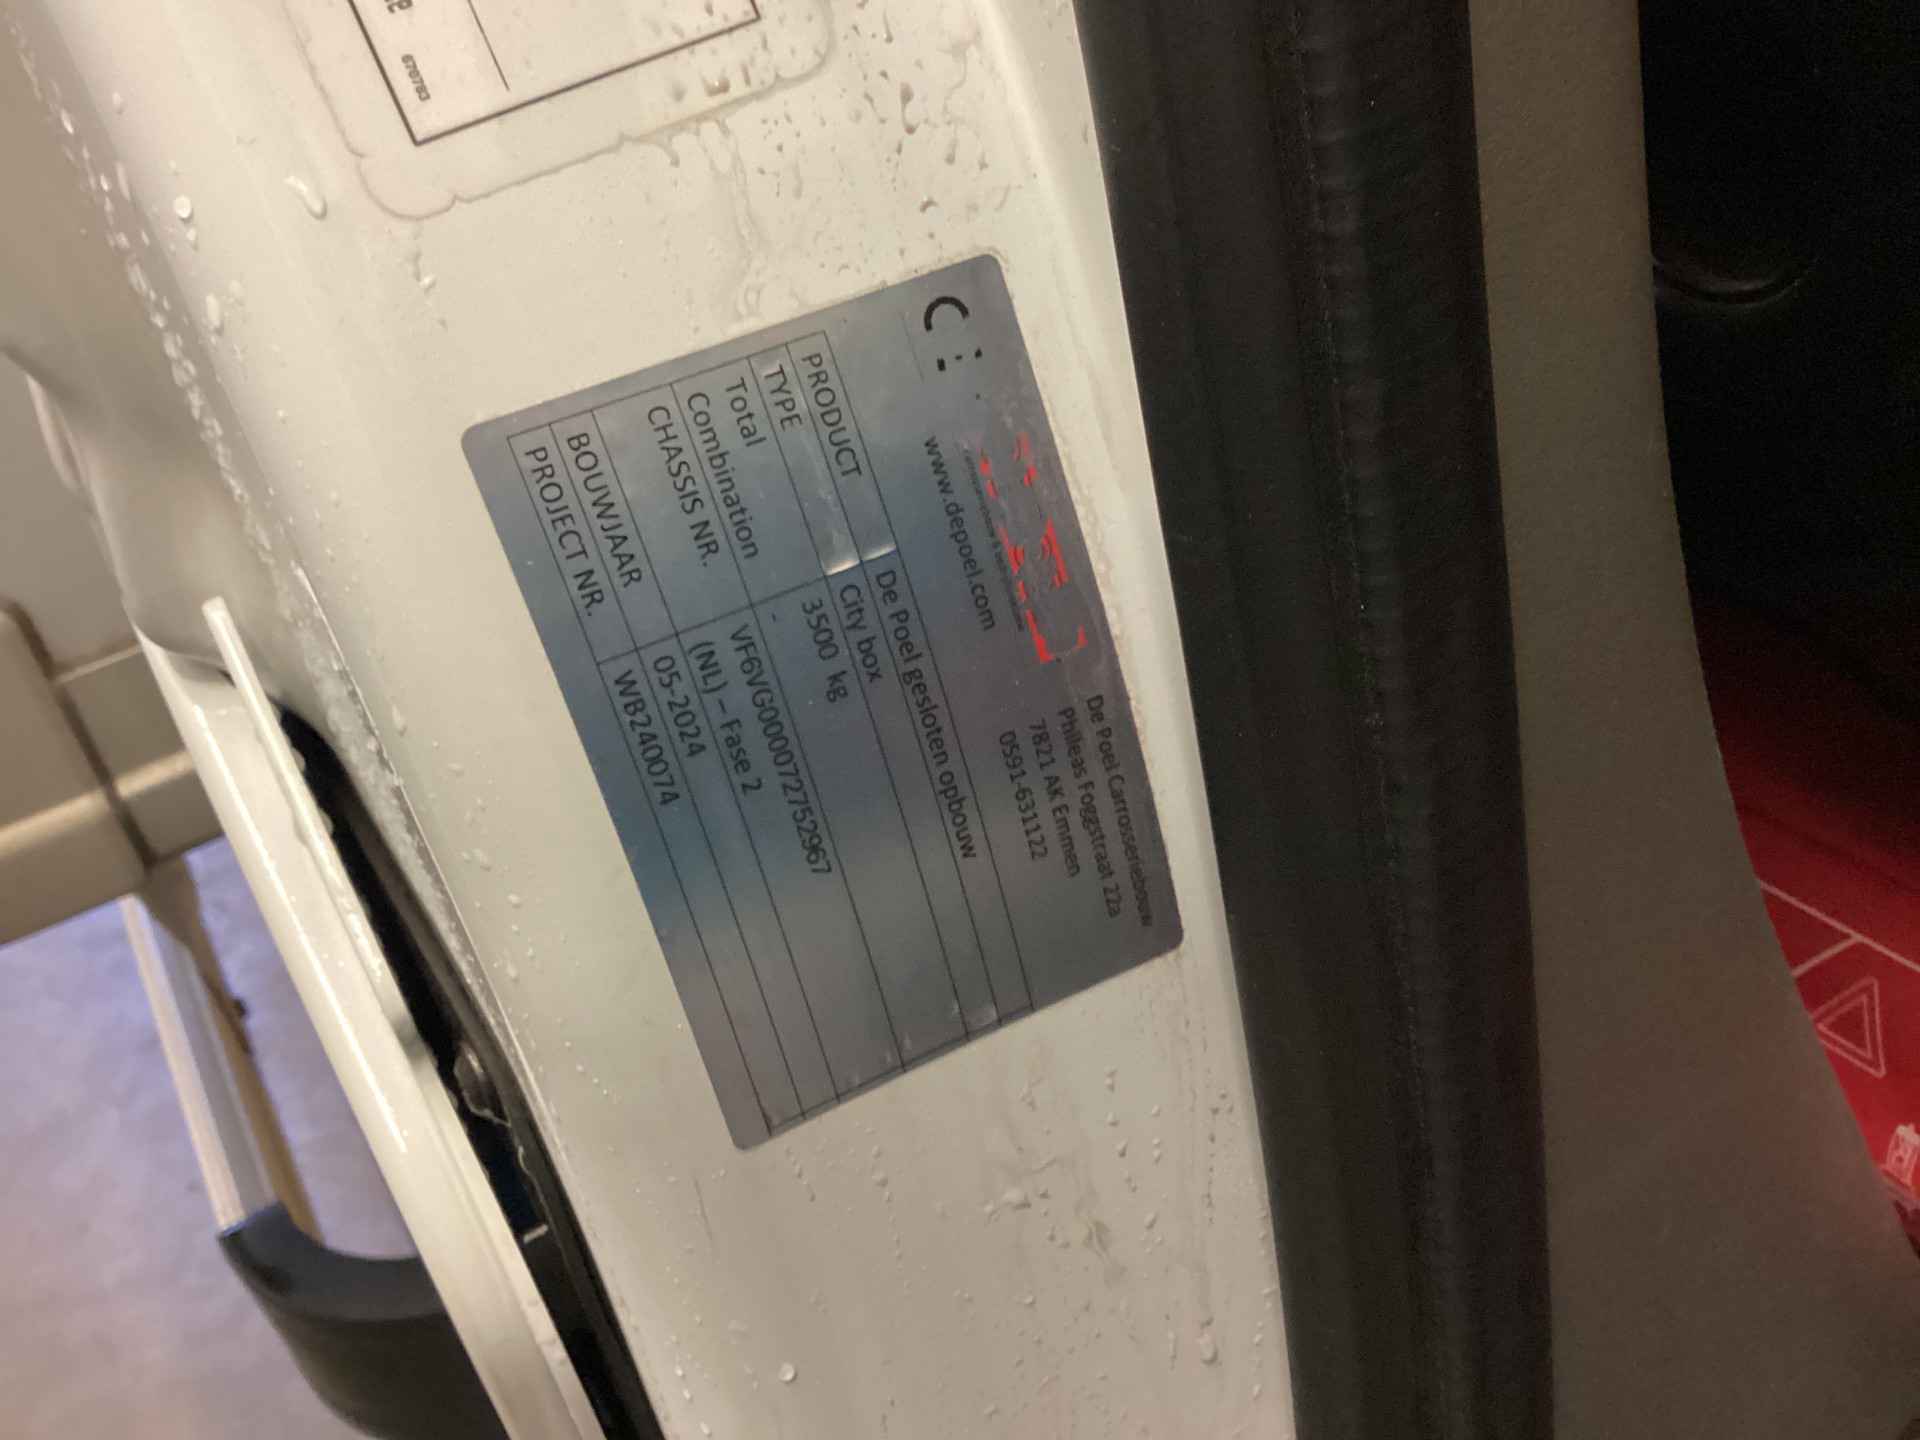 6707783
De Poel Carrosseriebouw
Phileas Foggstraat 22a
7821 AK Emmen
0591-631122
www.depoel.com
PRODUCT De Poel gesloten opbouw
TYPE City box
Total 3500 kg
Combination -
CHASSIS NR. VF6VG000072752967
(NL) – Fase 2
BOUWJAAR 05-2024
PROJECT NR. WB240074